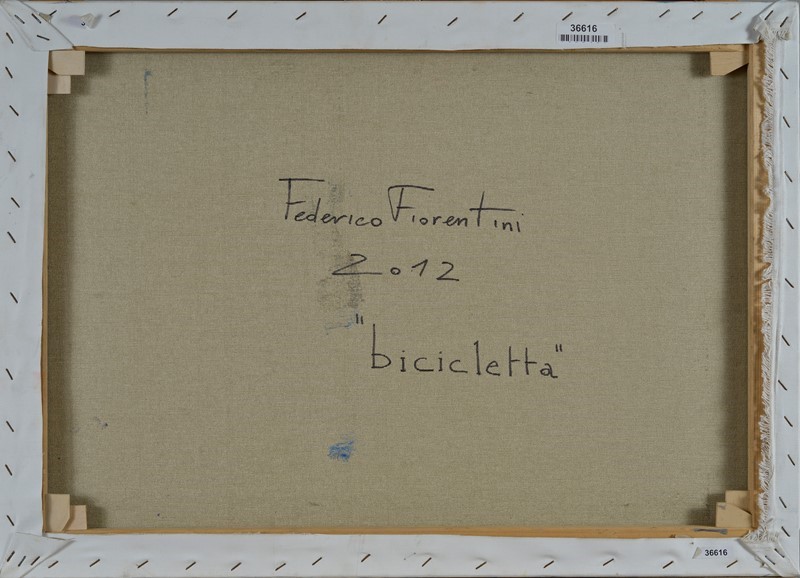 36616
Federico Fiorentini
2012
"bicicletta"
36616